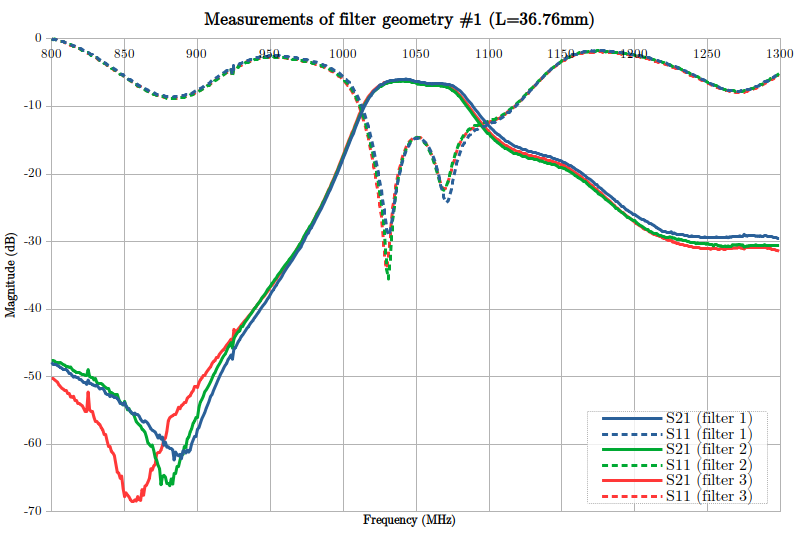 Measurements of filter geometry #1 (L=36.76mm)
0
800 850 900 950 1000 1050 1100 1150 1200 1250 1300
-10
-20
-30
-40
-50
-60
-70
Magnitude (dB)
Frequency (MHz)
S21 (filter 1)
S11 (filter 1)
S21 (filter 2)
S11 (filter 2)
S21 (filter 3)
S11 (filter 3)